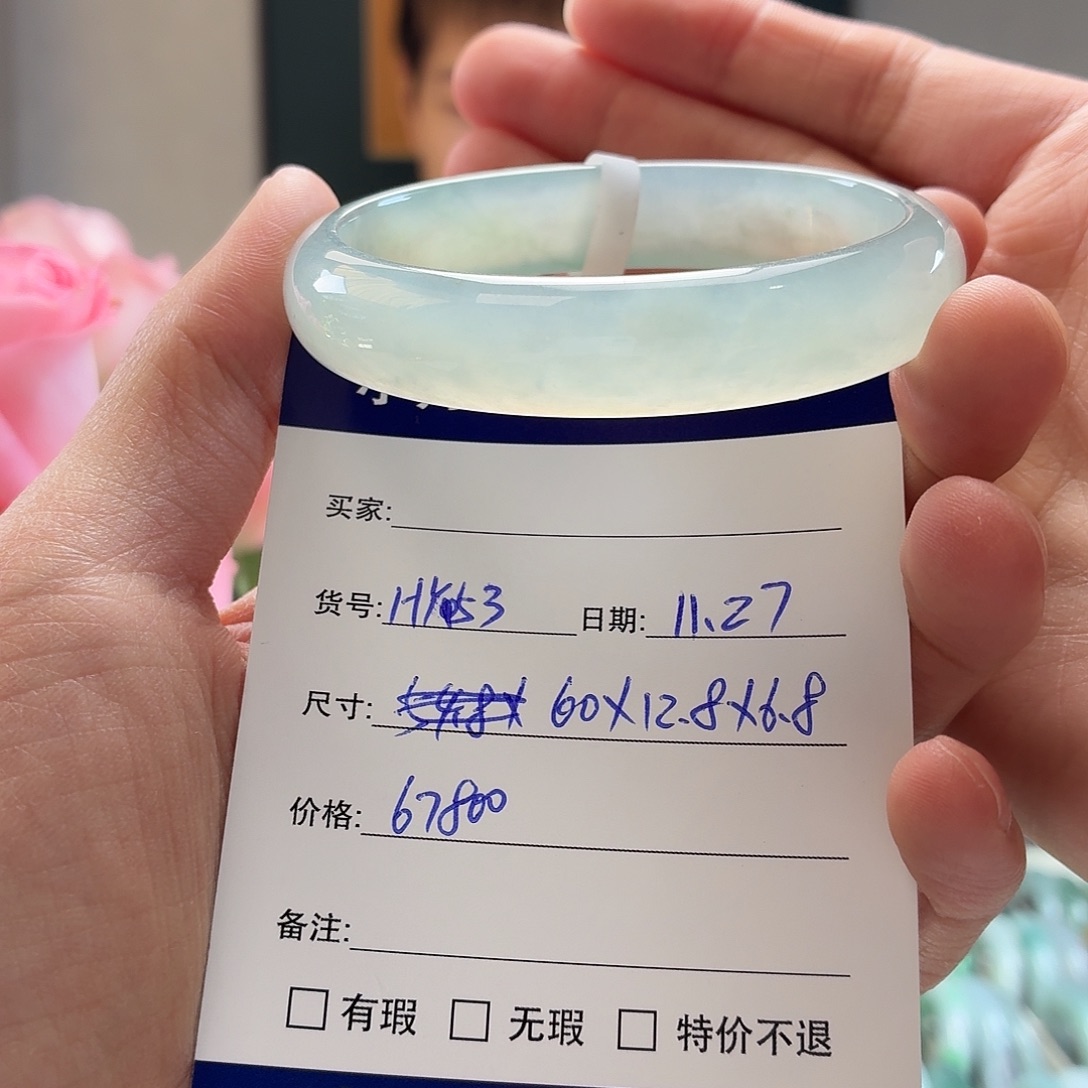 买家:
货号: HY053 日期: 11.27
尺寸: 60X12.8X6.8
价格: 67800
备注:
□ 有瑕 □ 无瑕 □ 特价不退